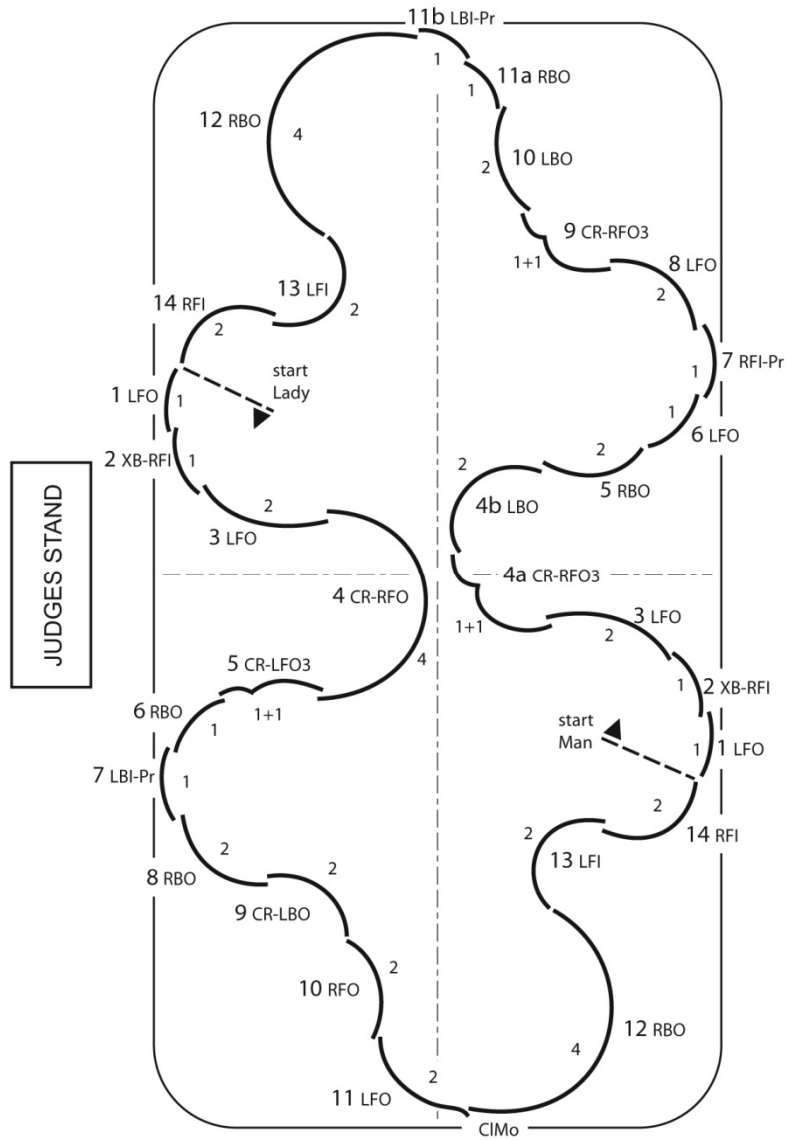 11b LBI-Pr
1
11a RBO
1
12 RBO
4
10 LBO
2
9 CR-RFO3
1+1
8 LFO
2
13 LFI
2
14 RFI
2
7 RFI-Pr
1
start
Lady
1 LFO
1
6 LFO
1
2 XB-RFI
1
5 RBO
2
4b LBO
2
3 LFO
2
JUDGES STAND
4a CR-RFO3
1+1
4 CR-RFO
4
3 LFO
2
5 CR-LFO3
1+1
2 XB-RFI
1
6 RBO
1
start
Man
1 LFO
1
7 LBI-Pr
1
14 RFI
2
13 LFI
2
8 RBO
2
9 CR-LBO
2
10 RFO
2
12 RBO
4
11 LFO
2
ClMo